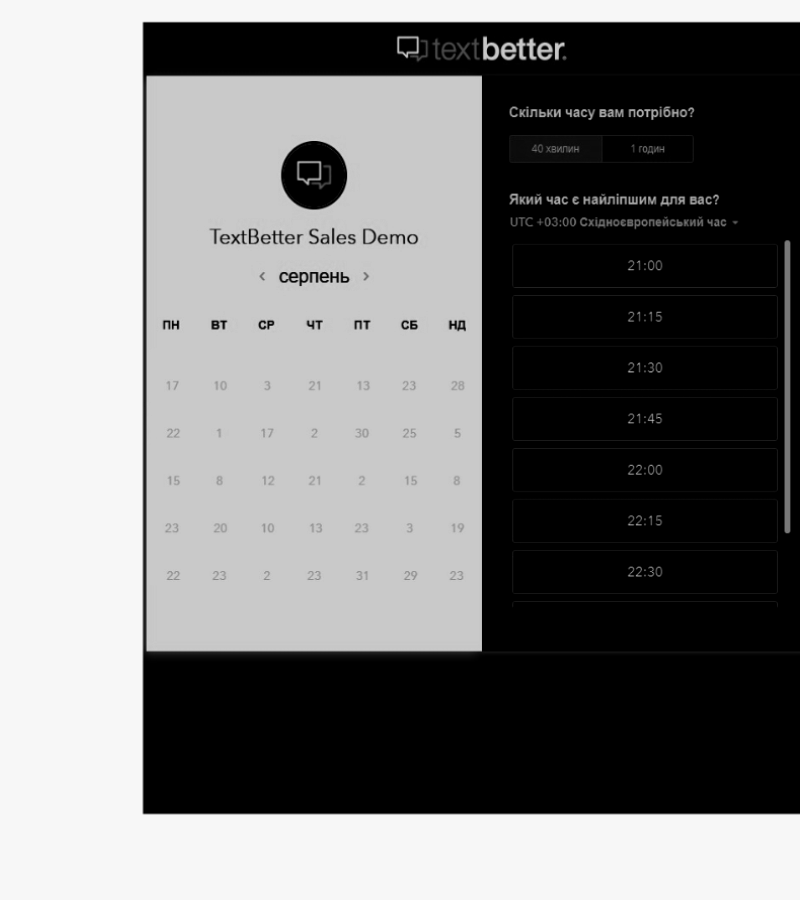 textbetter.
TextBetter Sales Demo
< серпень >
ПН ВТ СР ЧТ ПТ СБ НД
17 10 3 21 13 23 28
22 1 17 2 30 25 5
15 8 12 21 2 15 8
23 20 10 13 23 3 19
22 23 2 23 31 29 23
Скільки часу вам потрібно?
40 хвилин 1 годин
Який час є найліпшим для вас?
UTC +03:00 Східноєвропейський час
21:00
21:15
21:30
21:45
22:00
22:15
22:30